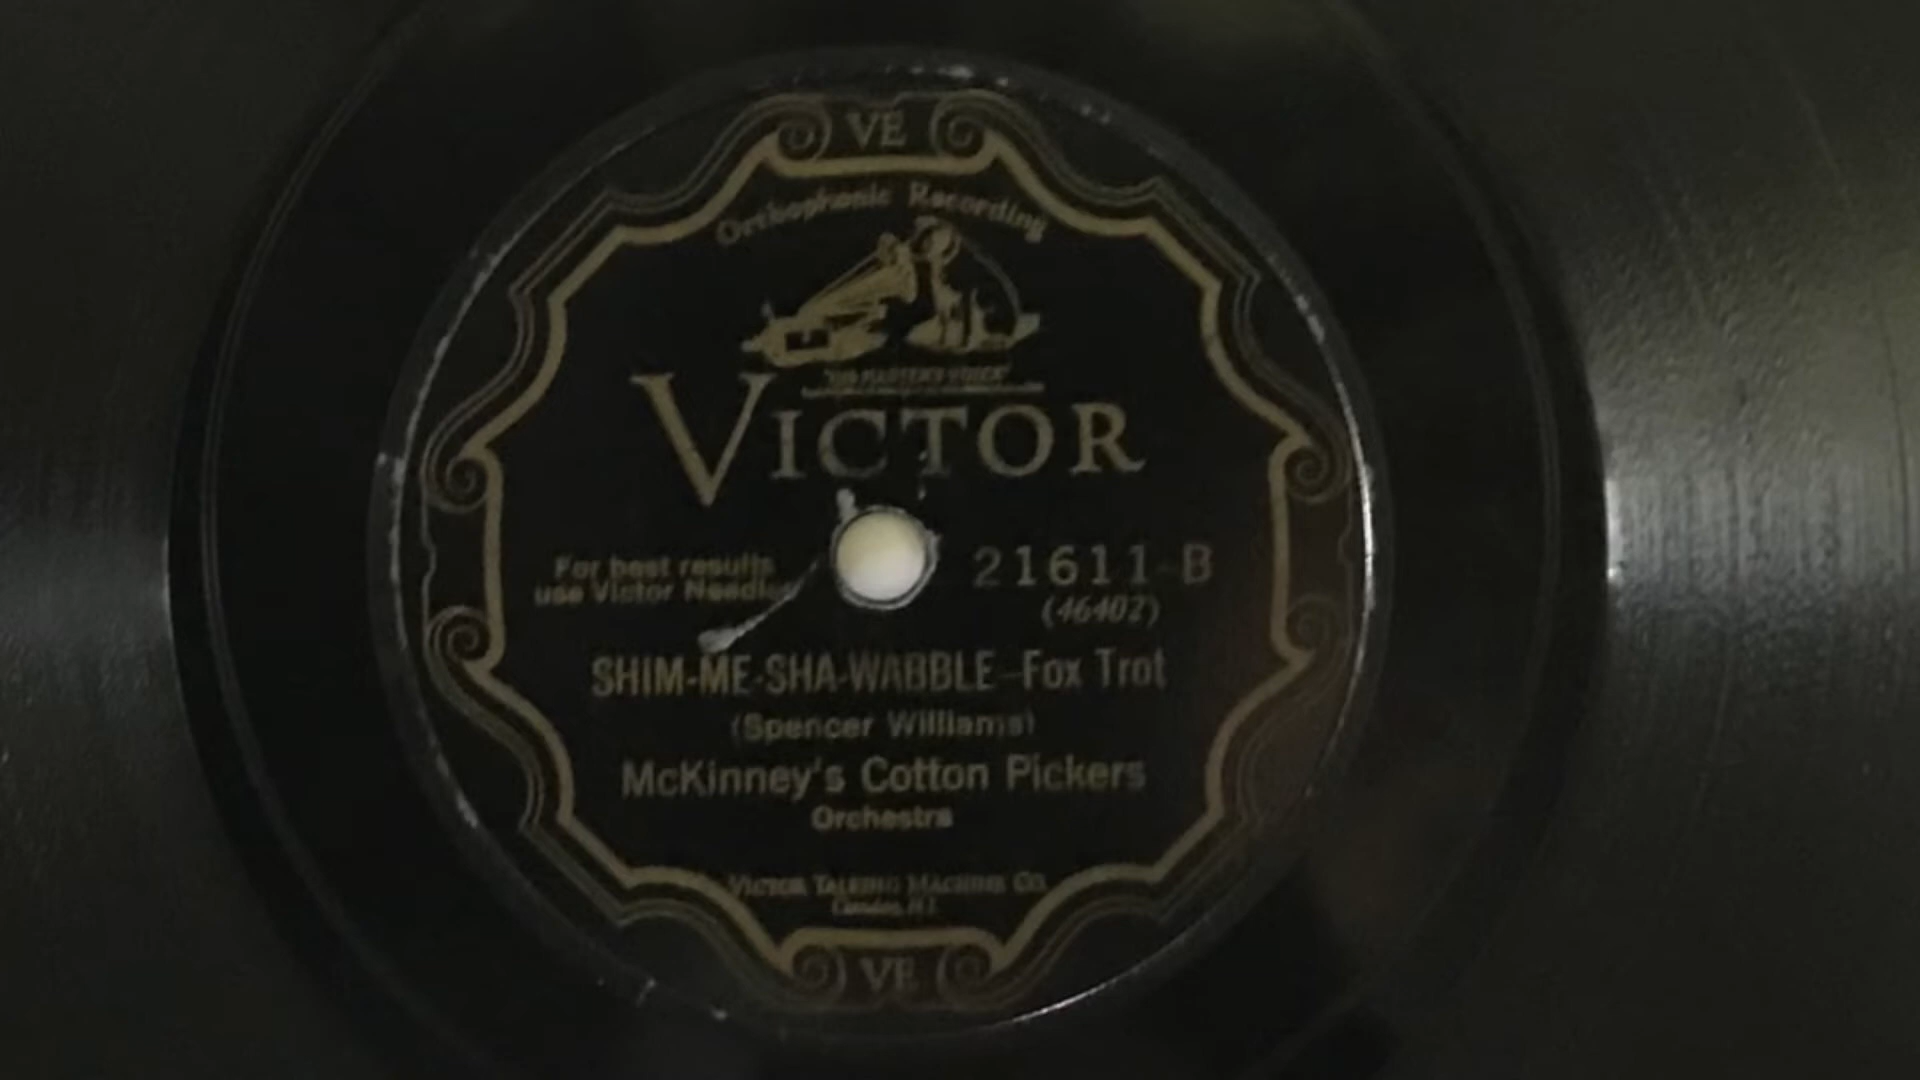 VE
Orthophonic Recording
"HIS MASTER'S VOICE"
VICTOR
For best results
use Victor Needles
21611-B
(46402)
SHIM-ME-SHA-WABBLE-Fox Trot
(Spencer Williams)
McKinney's Cotton Pickers
Orchestra
VICTOR TALKING MACHINE CO.
Camden, N.J.
VE